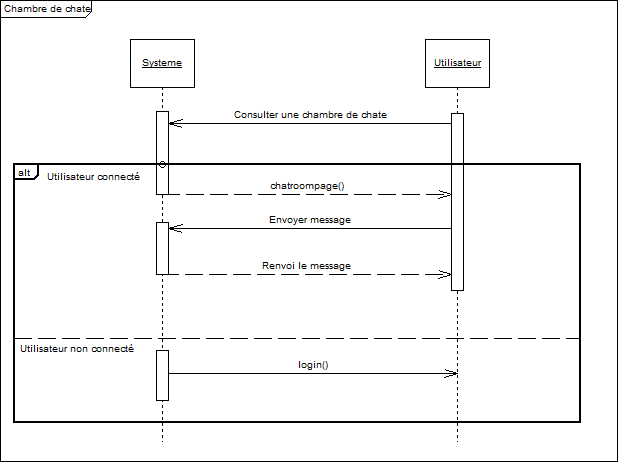 Chambre de chate
Systeme
Utilisateur
Consulter une chambre de chate
alt
Utilisateur connecté
chatroompage()
Envoyer message
Renvoi le message
Utilisateur non connecté
login()